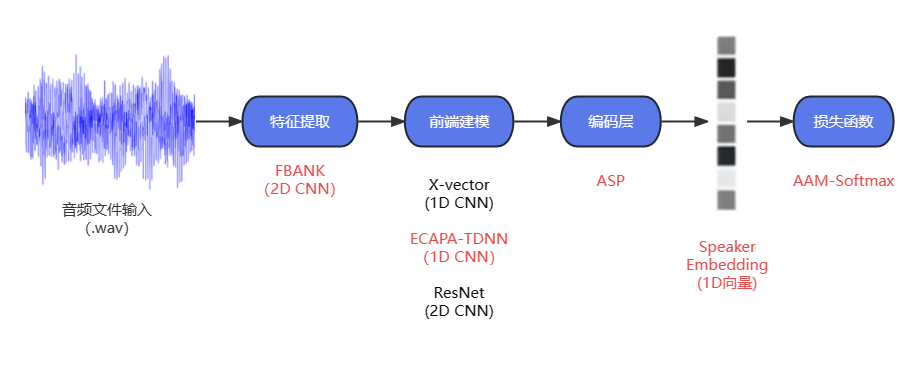 音频文件输入
(.wav)
特征提取
FBANK
(2D CNN)
前端建模
X-vector
(1D CNN)
ECAPA-TDNN
(1D CNN)
ResNet
(2D CNN)
编码层
ASP
Speaker
Embedding
(1D向量)
损失函数
AAM-Softmax